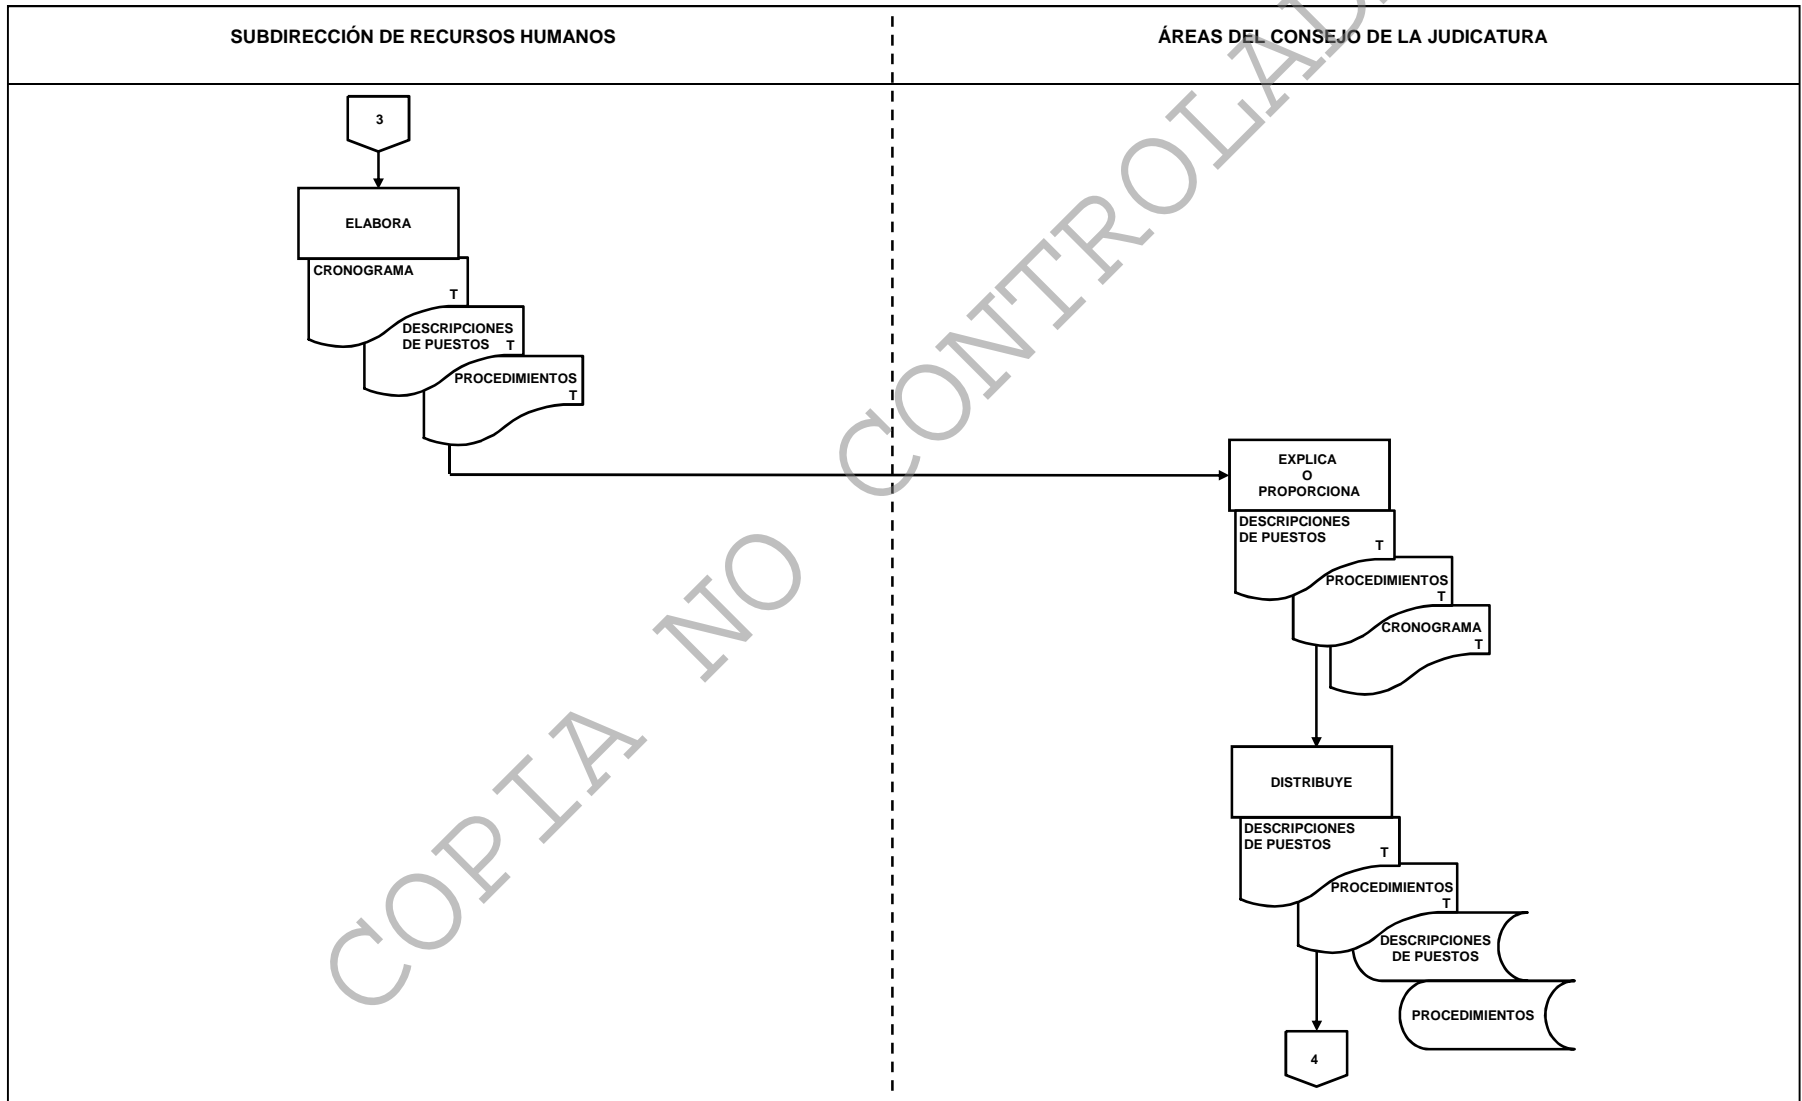 SUBDIRECCIÓN DE RECURSOS HUMANOS
ÁREAS DEL CONSEJO DE LA JUDICATURA
3
ELABORA
CRONOGRAMA
T
DESCRIPCIONES
DE PUESTOS T
PROCEDIMIENTOS
T
EXPLICA
O
PROPORCIONA
DESCRIPCIONES
DE PUESTOS
T
PROCEDIMIENTOS
T
CRONOGRAMA
T
DISTRIBUYE
DESCRIPCIONES
DE PUESTOS
T
PROCEDIMIENTOS
T
DESCRIPCIONES
DE PUESTOS
PROCEDIMIENTOS
4
COPIA NO CONTROLAD